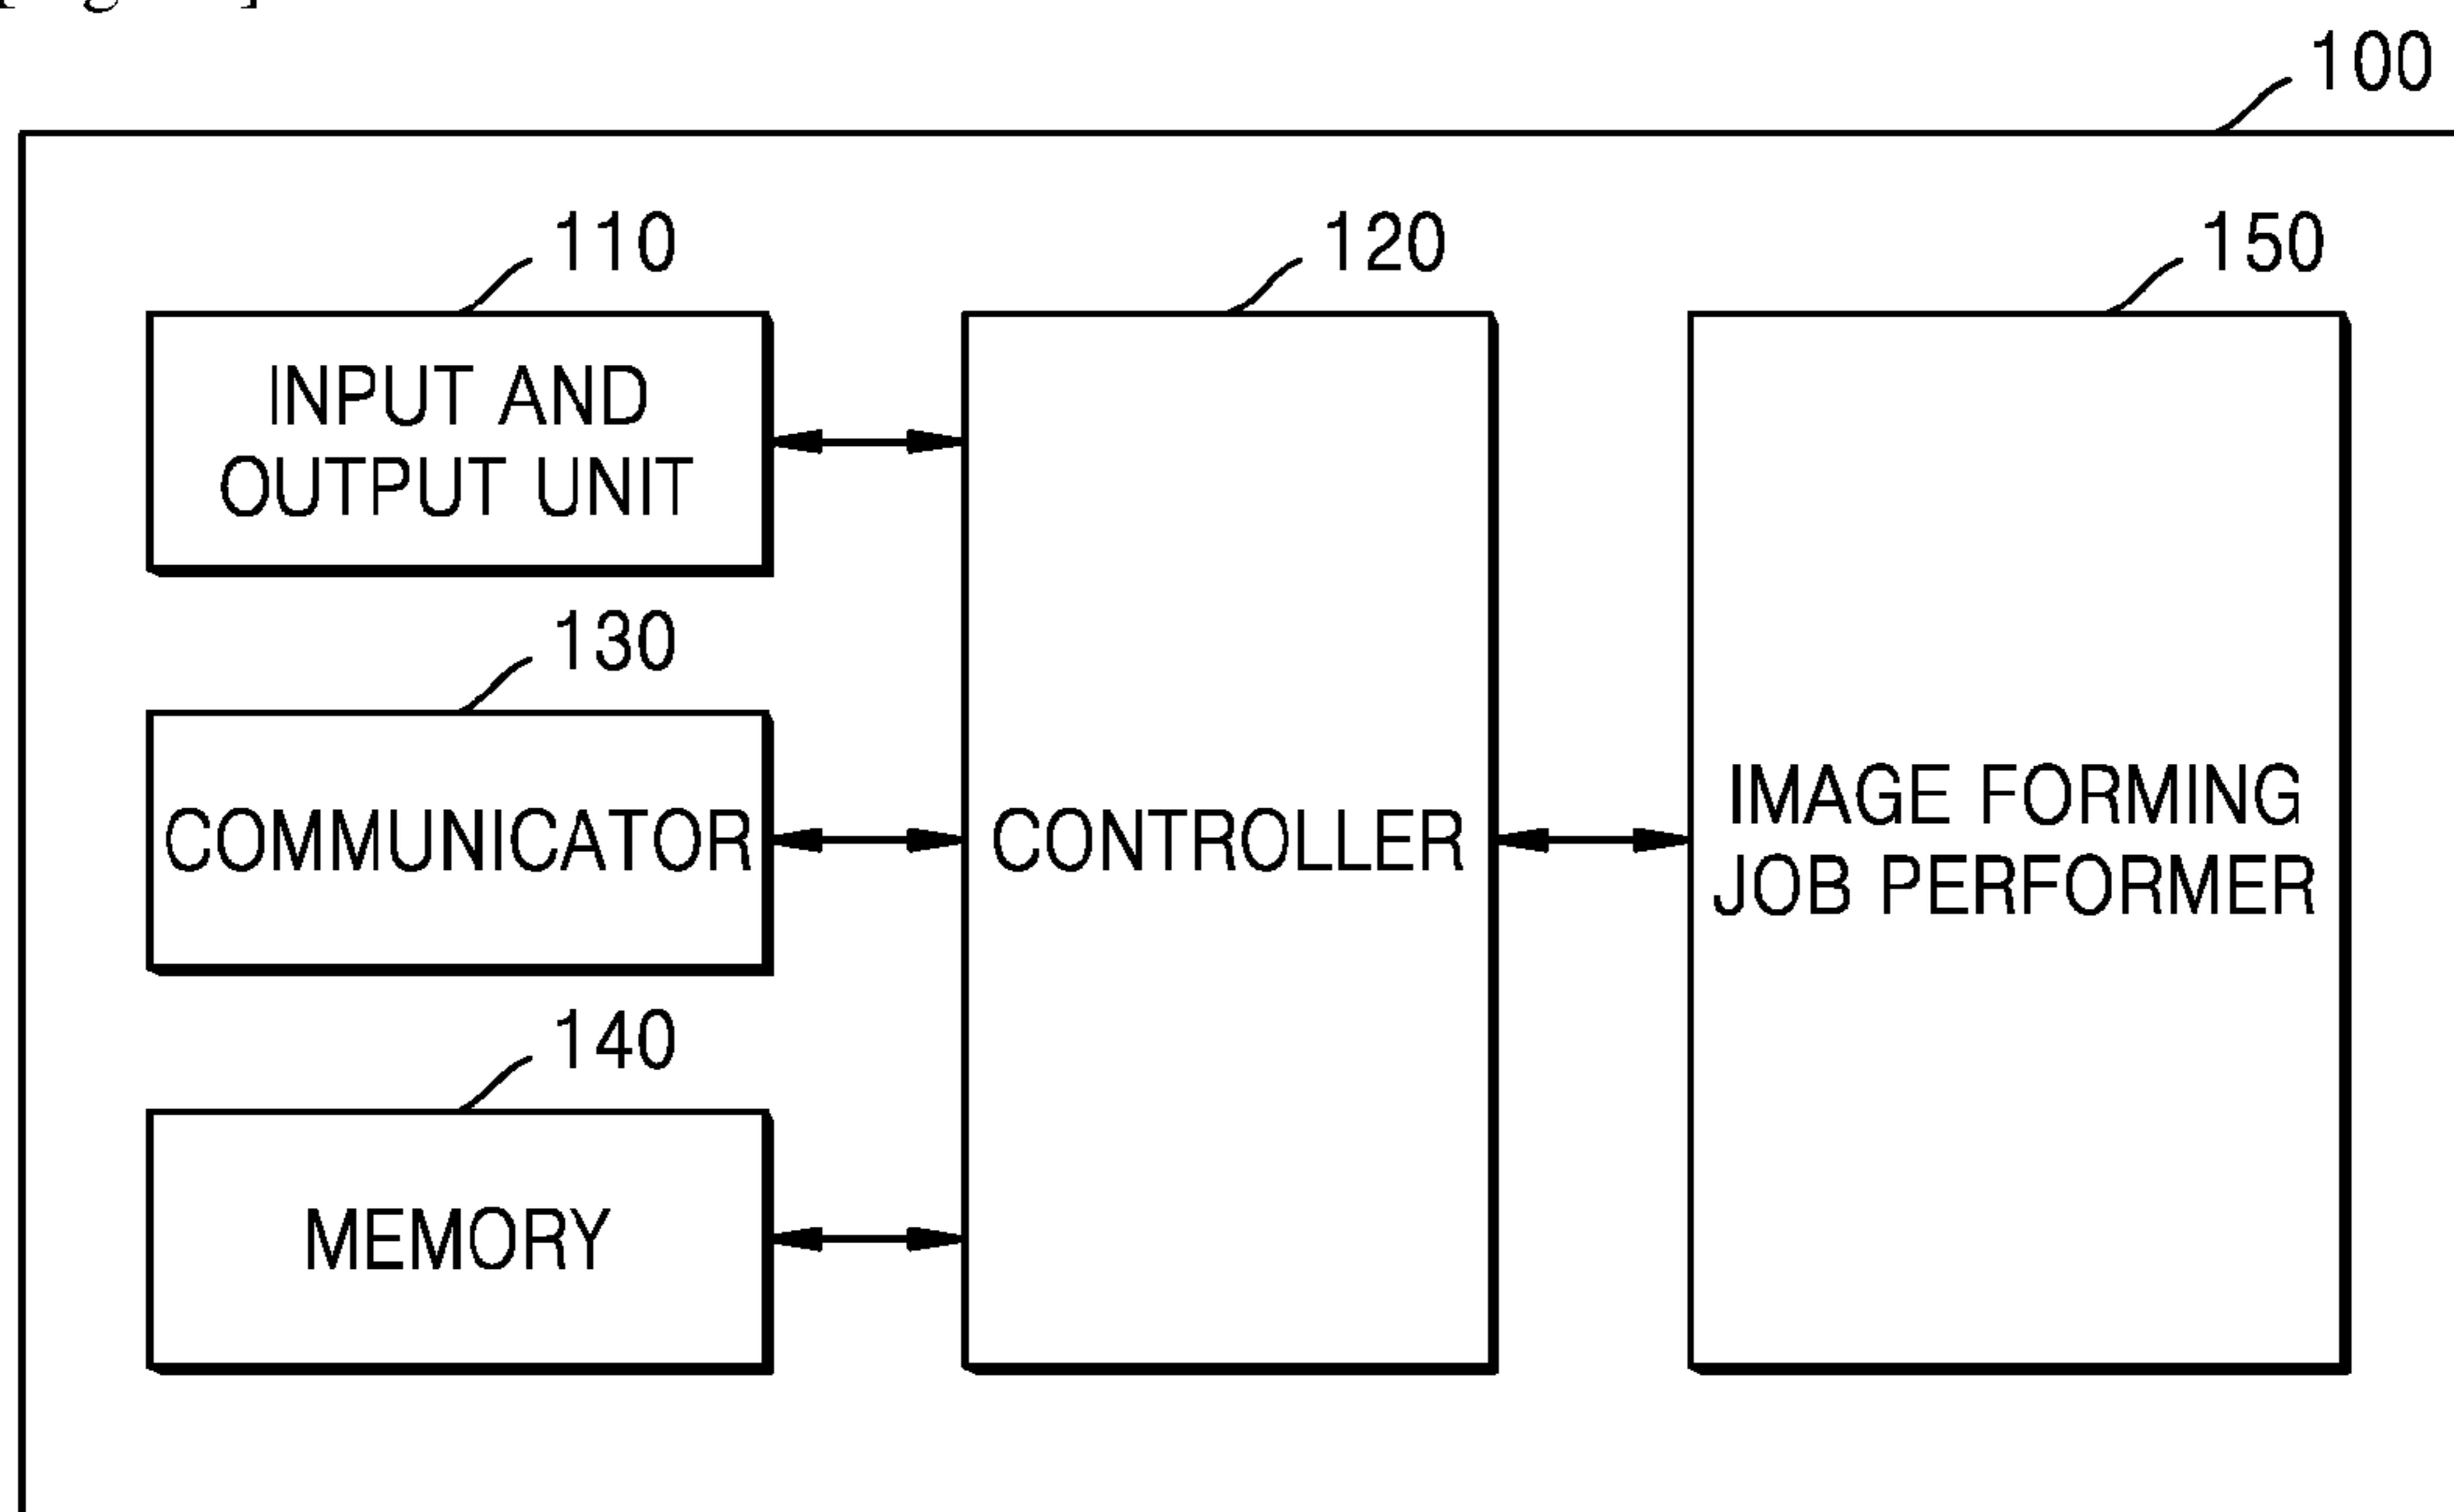 100
110
120
150
INPUT AND
OUTPUT UNIT
130
COMMUNICATOR
CONTROLLER
IMAGE FORMING
JOB PERFORMER
140
MEMORY